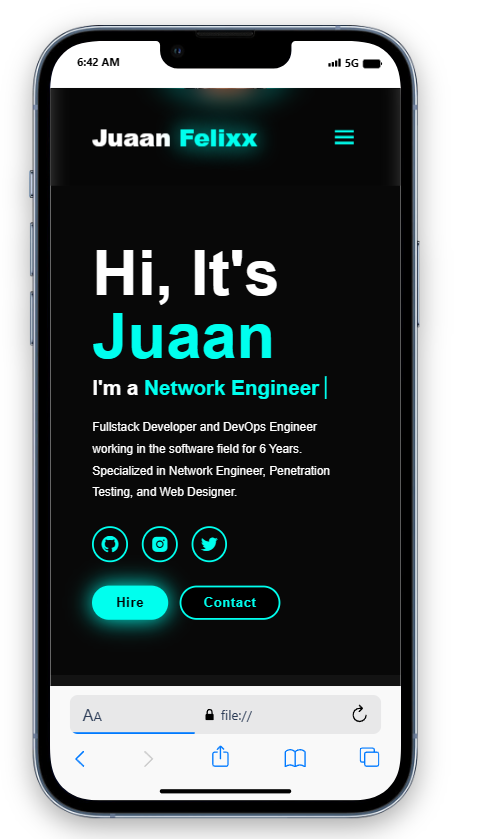 6:42 AM
5G
Juaan Felixx
Hi, It's
Juaan
I'm a Network Engineer
Fullstack Developer and DevOps Engineer
working in the software field for 6 Years.
Specialized in Network Engineer, Penetration
Testing, and Web Designer.
Hire
Contact
AA
file://